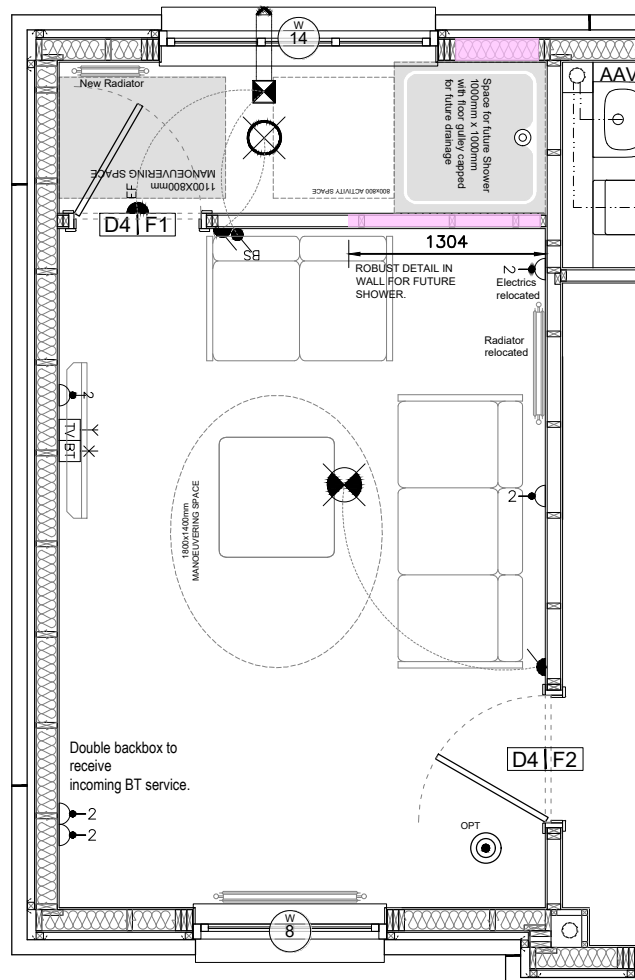 W
14
AAV
New Radiator
Space for future Shower
1000mm x 1000mm
with floor gulley capped
for future drainage
1100X800mm
MANOEUVERING SPACE
800x800 ACTIVITY SPACE
EF
D4 F1
BS
1304
ROBUST DETAIL IN
WALL FOR FUTURE
SHOWER.
2
Electrics
relocated
Radiator
relocated
2
TV BT
1800x1400mm
MANOEUVERING SPACE
2
Double backbox to
receive
incoming BT service.
D4 F2
2
2
OPT
W
8